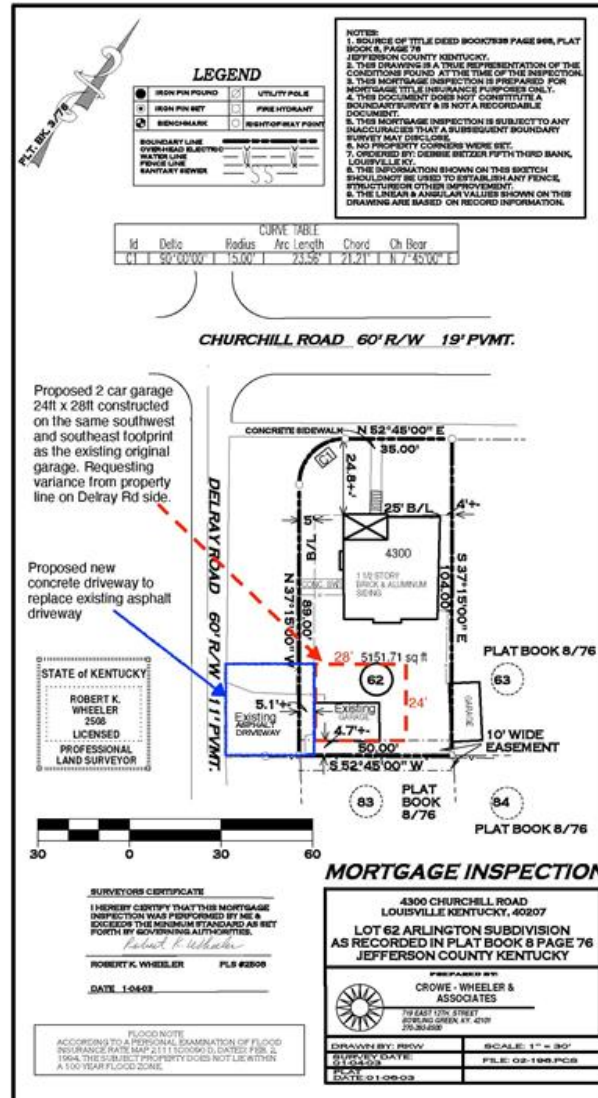 PLT. BK. 3/76
LEGEND
IRON PIN FOUND
UTILITY POLE
IRON PIN SET
FIRE HYDRANT
BENCHMARK
RIGHT-OF-WAY POINT
BOUNDARY LINE
OVERHEAD ELECTRIC
WATER LINE
FENCE LINE
SANITARY SEWER
W W
SS
NOTES:
1. SOURCE OF TITLE DEED BOOK7539 PAGE 968, PLAT
BOOK 8, PAGE 76
JEFFERSON COUNTY KENTUCKY.
2. THIS DRAWING IS A TRUE REPRESENTATION OF THE
CONDITIONS FOUND AT THE TIME OF THE INSPECTION.
3. THIS MORTGAGE INSPECTION IS PREPARED FOR
MORTGAGE TITLE INSURANCE PURPOSES ONLY.
4. THIS DOCUMENT DOES NOT CONSTITUTE A
BOUNDARY SURVEY & IS NOT A RECORDABLE
DOCUMENT.
5. THIS MORTGAGE INSPECTION IS SUBJECT TO ANY
INACCURACIES THAT A SUBSEQUENT BOUNDARY
SURVEY MAY DISCLOSE.
6. NO PROPERTY CORNERS WERE SET.
7. ORDERED BY: DEBBIE BETZER FIFTH THIRD BANK,
LOUISVILLE KY.
8. THE INFORMATION SHOWN ON THIS SKETCH
SHOULD NOT BE USED TO ESTABLISH ANY FENCE,
STRUCTURE OR OTHER IMPROVEMENT.
9. THE LINEAR & ANGULAR VALUES SHOWN ON THIS
DRAWING ARE BASED ON RECORD INFORMATION.
CURVE TABLE
Id Delta Radius Arc Length Chord Ch Bear
C1 90°00'00" 15.00' 23.56' 21.21' N 7°45'00" E
CHURCHILL ROAD 60' R/W 19' PVMT.
Proposed 2 car garage
24ft x 28ft constructed
on the same southwest
and southeast footprint
as the existing original
garage. Requesting
variance from property
line on Delray Rd side.
Proposed new
concrete driveway to
replace existing asphalt
driveway
DELRAY ROAD 60' R/W 11' PVMT.
CONCRETE SIDEWALK
N 52°45'00" E
35.00'
C1
24.8+-'
25' B/L
4'+-
5'
B/L
4300
1 1/2 STORY
BRICK & ALUMINUM
SIDING
N 37°15'00" W
89.00'
S 37°15'00" E
104.00'
28'
5151.71 sq ft
62
24'
5.1'+-
Existing
ASPHALT
DRIVEWAY
Existing
GARAGE
4.7'+-
50.00'
S 52°45'00" W
GARAGE
PLAT BOOK 8/76
63
10' WIDE
EASEMENT
83
PLAT
BOOK
8/76
84
PLAT BOOK 8/76
STATE of KENTUCKY
ROBERT K.
WHEELER
2508
LICENSED
PROFESSIONAL
LAND SURVEYOR
30 0 30 60
SURVEYORS CERTIFICATE
I HEREBY CERTIFY THAT THIS MORTGAGE
INSPECTION WAS PERFORMED BY ME &
EXCEEDS THE MINIMUM STANDARD AS SET
FORTH BY GOVERNING AUTHORITIES.
Robert K Wheeler
ROBERT K. WHEELER PLS #2508
DATE 1-04-03
FLOOD NOTE
ACCORDING TO A PERSONAL EXAMINATION OF FLOOD
INSURANCE RATE MAP 21111C0090 D, DATED: FEB. 2,
1994, THE SUBJECT PROPERTY DOES NOT LIE WITHIN
A 100 YEAR FLOOD ZONE.
MORTGAGE INSPECTION
4300 CHURCHILL ROAD
LOUISVILLE KENTUCKY, 40207
LOT 62 ARLINGTON SUBDIVISION
AS RECORDED IN PLAT BOOK 8 PAGE 76
JEFFERSON COUNTY KENTUCKY
PREPARED BY:
CROWE - WHEELER &
ASSOCIATES
719 EAST 12TH. STREET
BOWLING GREEN, KY. 42101
DRAWN BY: RKW
SCALE: 1" = 30'
SURVEY DATE:
01-04-03
FILE: 02-198.PCS
PLAT
DATE: 01-06-03